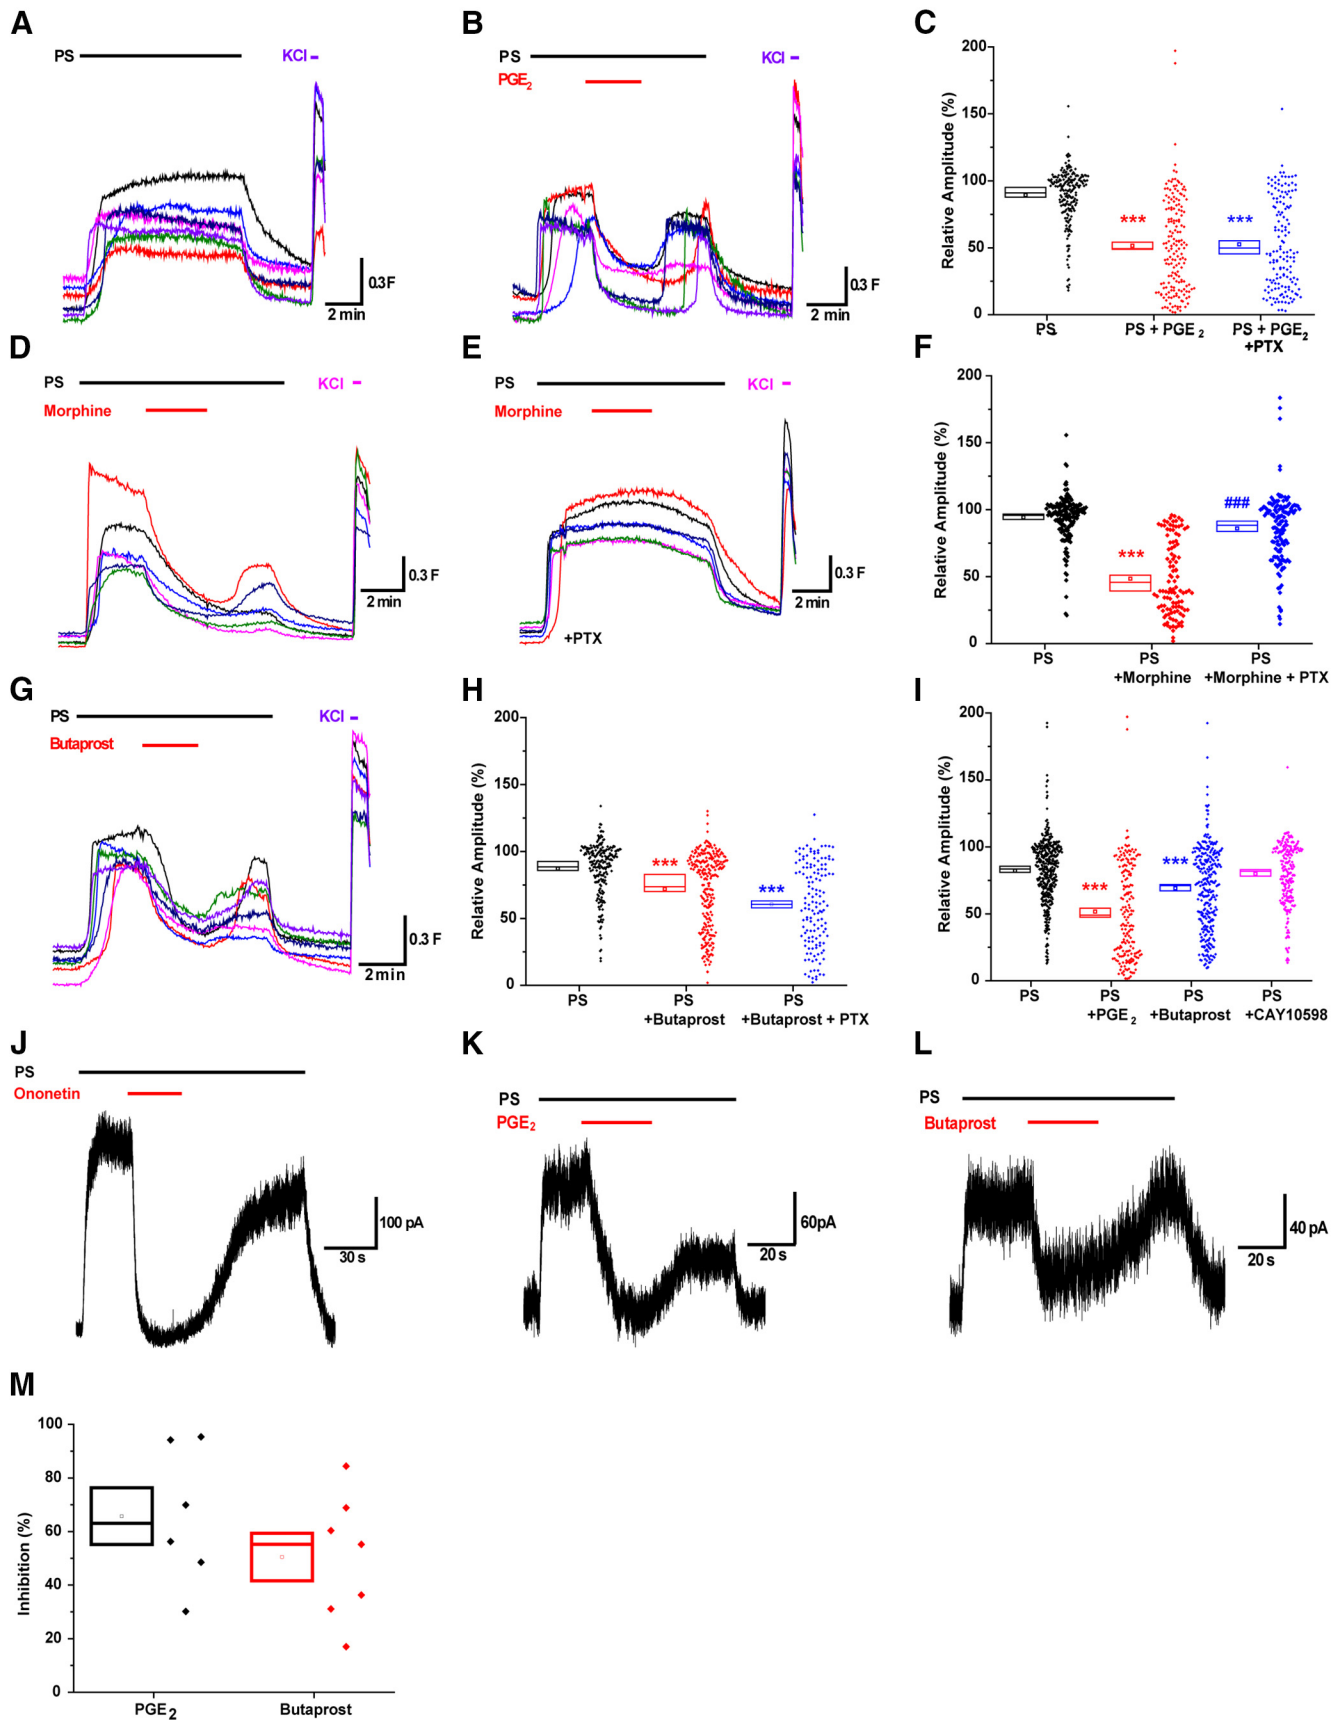 A
PS
KCl
0.3 F
2 min
B
PS
KCl
PGE2
0.3 F
2 min
C
Relative Amplitude (%)
200
150
100
50
0
***
***
PS
PS + PGE 2
PS + PGE2
+PTX
D
PS
KCl
Morphine
0.3 F
2 min
E
PS
KCl
Morphine
+PTX
0.3 F
2 min
F
Relative Amplitude (%)
200
150
100
50
0
***
###
PS
PS
+Morphine
PS
+Morphine + PTX
G
PS
KCl
Butaprost
0.3 F
2 min
H
Relative Amplitude (%)
200
150
100
50
0
***
***
PS
PS
+Butaprost
PS
+Butaprost + PTX
I
Relative Amplitude (%)
200
150
100
50
0
***
***
PS
PS
+PGE 2
PS
+Butaprost
PS
+CAY10598
J
PS
Ononetin
100 pA
30 s
K
PS
PGE2
60pA
20 s
L
PS
Butaprost
40 pA
20 s
M
Inhibition (%)
100
80
60
40
20
0
PGE2
Butaprost